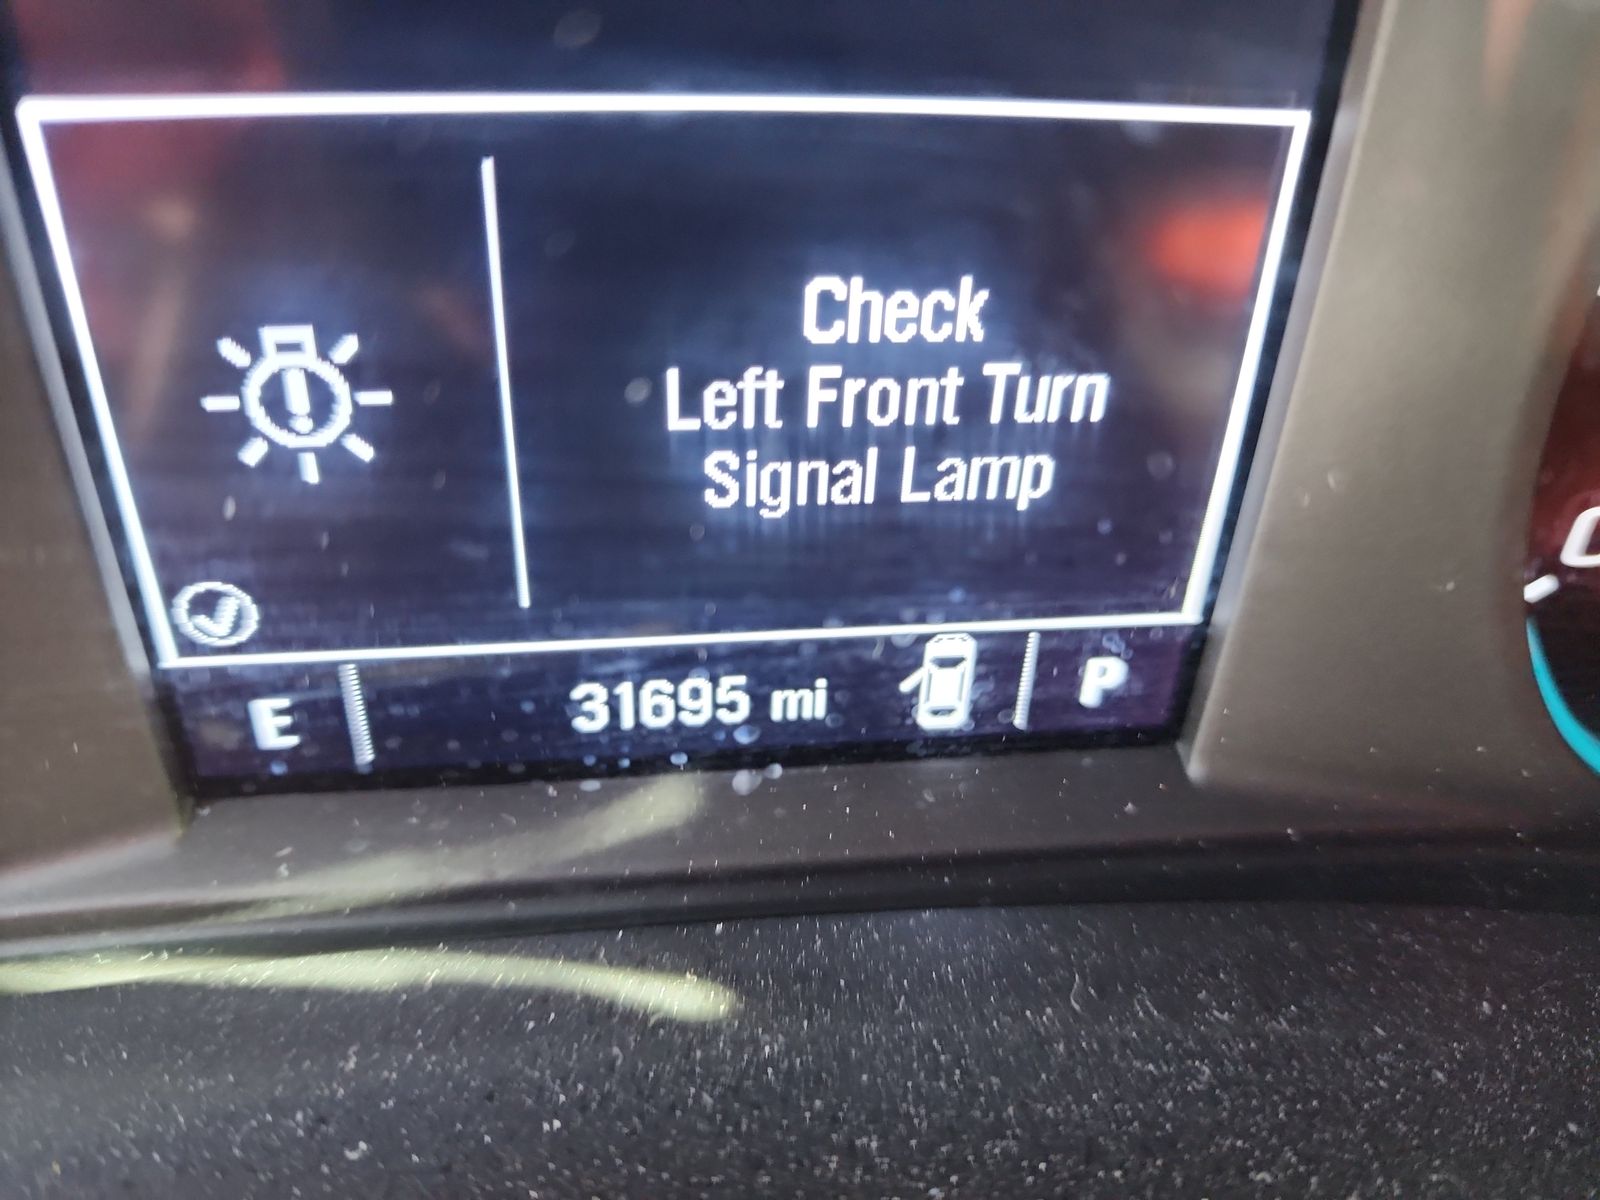 Check
Left Front Turn
Signal Lamp
E
31695 mi
P